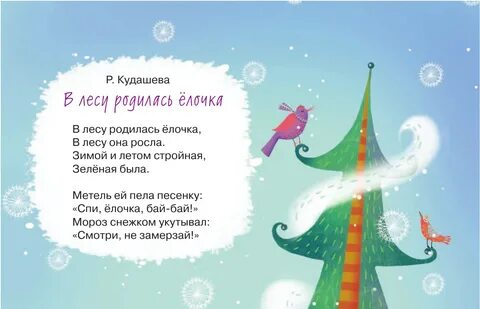 Р. Кудашева
В лесу родилась ёлочка
В лесу родилась ёлочка,
В лесу она росла.
Зимой и летом стройная,
Зелёная была.
Метель ей пела песенку:
«Спи, ёлочка, бай-бай!»
Мороз снежком укутывал:
«Смотри, не замерзай!»